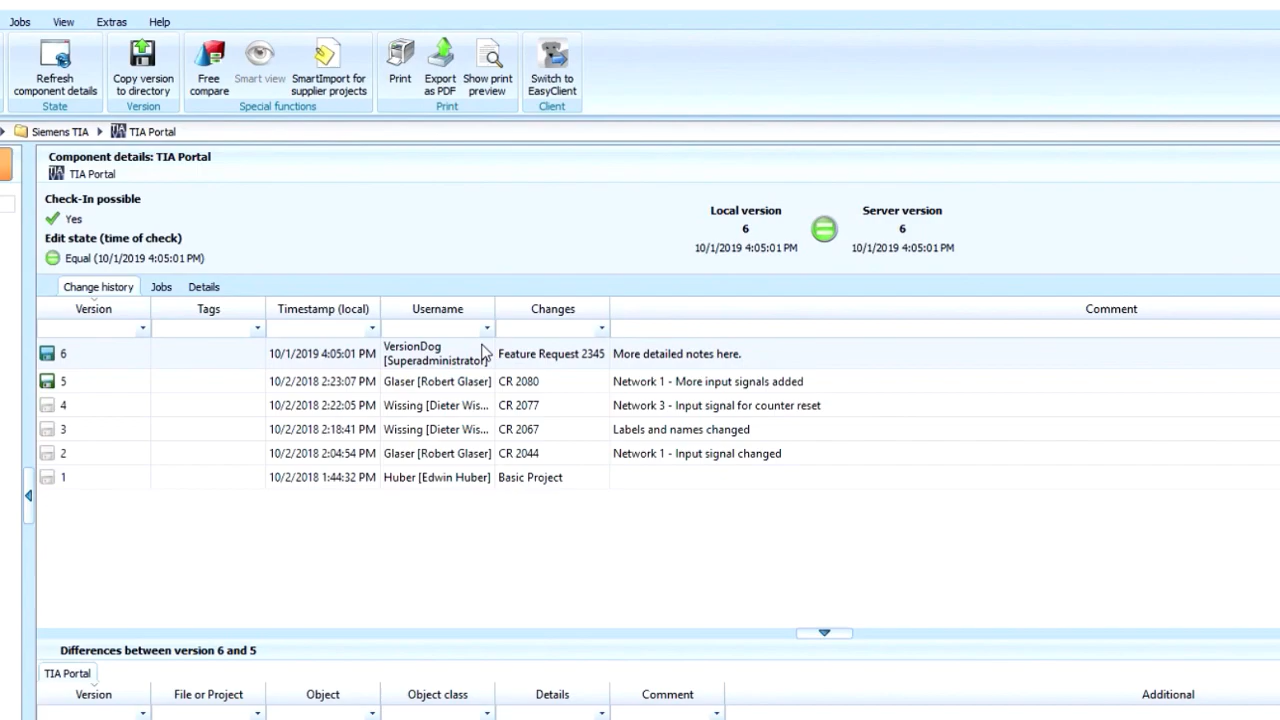 Jobs View Extras Help
Refresh component details
Copy version to directory
Free compare
Smart view
SmartImport for supplier projects
Print
Export as PDF
Show print preview
Switch to EasyClient
State Version Special functions Print Client
Siemens TIA TIA Portal
Component details: TIA Portal
TIA Portal
Check-In possible
Yes
Edit state (time of check)
Equal (10/1/2019 4:05:01 PM)
Local version
6
10/1/2019 4:05:01 PM
Server version
6
10/1/2019 4:05:01 PM
Change history Jobs Details
Version Tags Timestamp (local) Username Changes Comment
6 10/1/2019 4:05:01 PM VersionDog [Superadministrator] Feature Request 2345 More detailed notes here.
5 10/2/2018 2:23:07 PM Glaser [Robert Glaser] CR 2080 Network 1 - More input signals added
4 10/2/2018 2:22:05 PM Wissing [Dieter Wis... CR 2077 Network 3 - Input signal for counter reset
3 10/2/2018 2:18:41 PM Wissing [Dieter Wis... CR 2067 Labels and names changed
2 10/2/2018 2:04:54 PM Glaser [Robert Glaser] CR 2044 Network 1 - Input signal changed
1 10/2/2018 1:44:32 PM Huber [Edwin Huber] Basic Project
Differences between version 6 and 5
TIA Portal
Version File or Project Object Object class Details Comment Additional